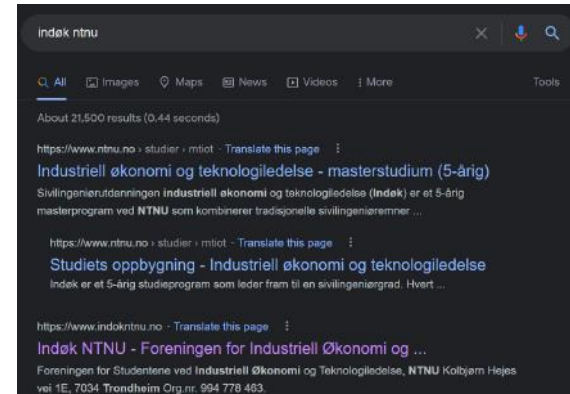 indøk ntnu
All Images Maps News Videos More Tools
About 21,500 results (0.44 seconds)
https://www.ntnu.no › studier › mtiot · Translate this page
Industriell økonomi og teknologiledelse - masterstudium (5-årig)
Sivilingeniørutdanningen industriell økonomi og teknologiledelse (Indøk) er et 5-årig
masterprogram ved NTNU som kombinerer tradisjonelle sivilingeniøremner ...
https://www.ntnu.no › studier › mtiot · Translate this page
Studiets oppbygning - Industriell økonomi og teknologiledelse
Indøk er et 5-årig studieprogram som leder fram til en sivilingeniørgrad. Hvert ...
https://www.indokntnu.no · Translate this page
Indøk NTNU - Foreningen for Industriell Økonomi og ...
Foreningen for Studentene ved Industriell Økonomi og Teknologiledelse, NTNU Kolbjørn Hejes
vei 1E, 7034 Trondheim Org.nr. 994 778 463.